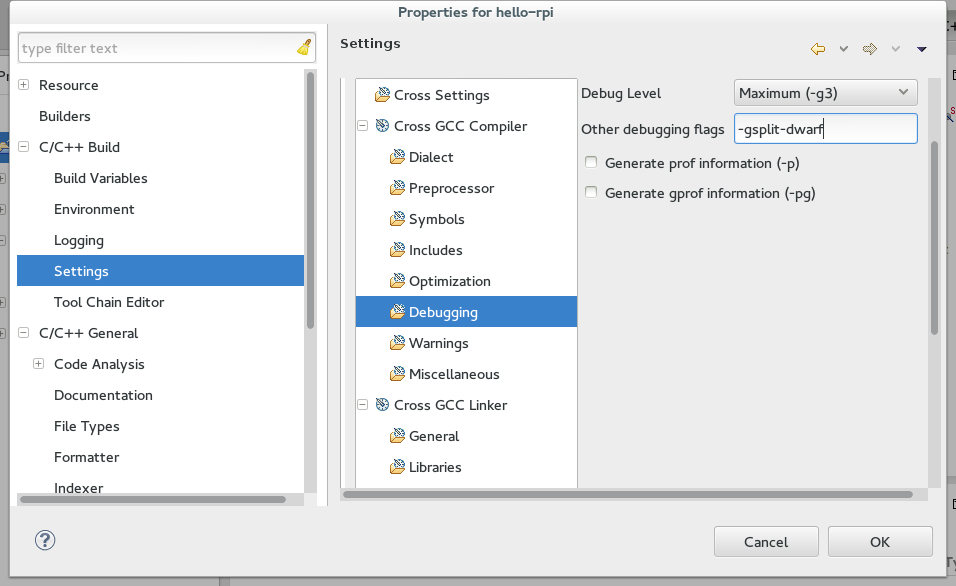 Properties for hello-rpi
type filter text
Resource
Builders
C/C++ Build
Build Variables
Environment
Logging
Settings
Tool Chain Editor
C/C++ General
Code Analysis
Documentation
File Types
Formatter
Indexer
Settings
Cross Settings
Cross GCC Compiler
Dialect
Preprocessor
Symbols
Includes
Optimization
Debugging
Warnings
Miscellaneous
Cross GCC Linker
General
Libraries
Debug Level
Maximum (-g3)
Other debugging flags
-gsplit-dwarf
Generate prof information (-p)
Generate gprof information (-pg)
Cancel
OK